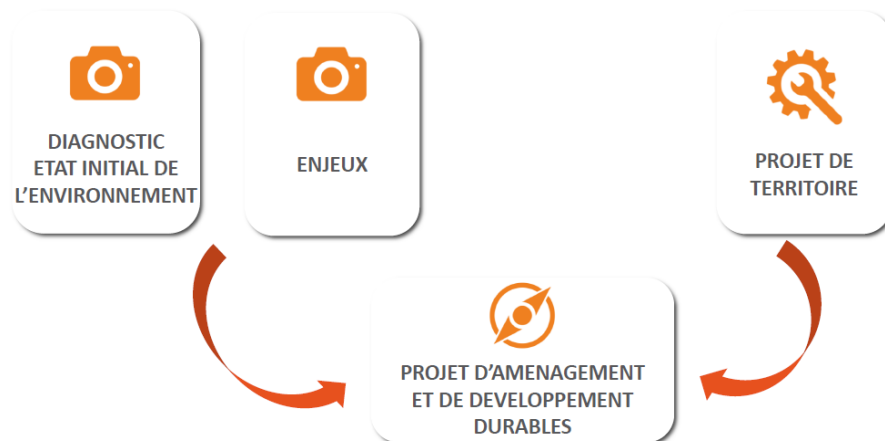 DIAGNOSTIC
ETAT INITIAL DE
L’ENVIRONNEMENT
ENJEUX
PROJET DE
TERRITOIRE
PROJET D’AMENAGEMENT
ET DE DEVELOPPEMENT
DURABLES